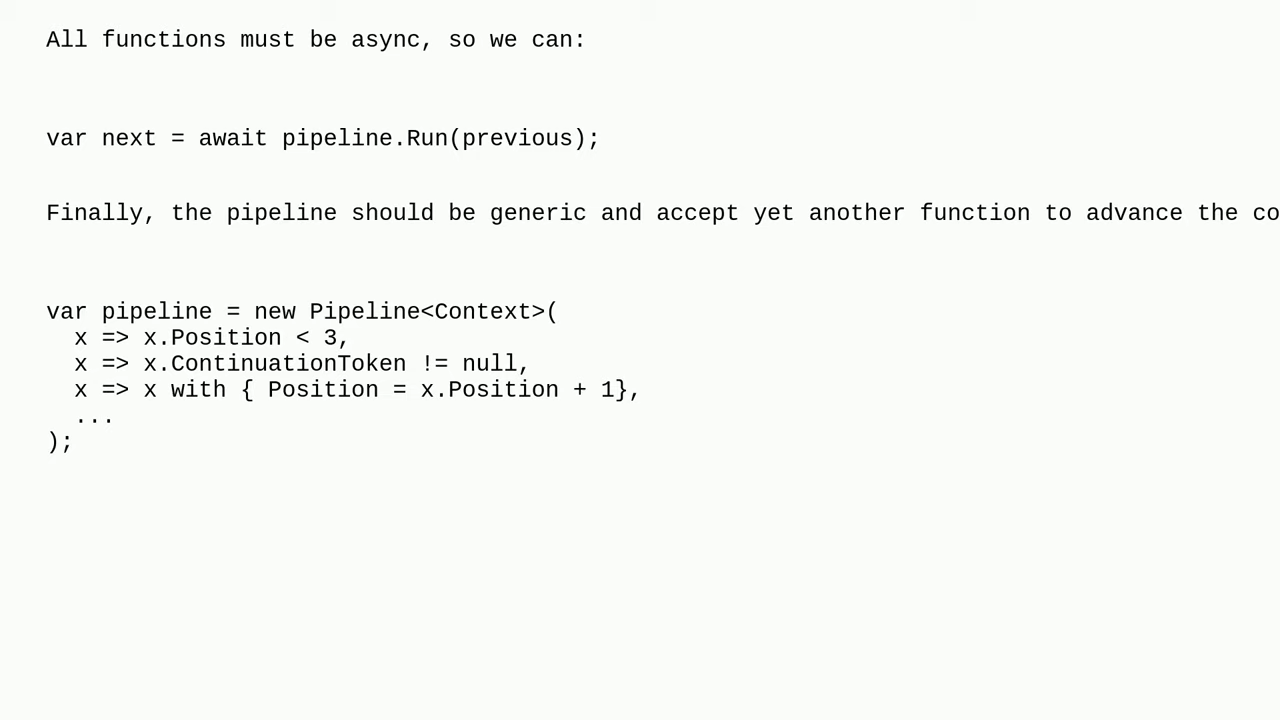 All functions must be async, so we can:
var next = await pipeline.Run(previous);
Finally, the pipeline should be generic and accept yet another function to advance the co
var pipeline = new Pipeline<Context>(
  x => x.Position < 3,
  x => x.ContinuationToken != null,
  x => x with { Position = x.Position + 1},
  ...
);